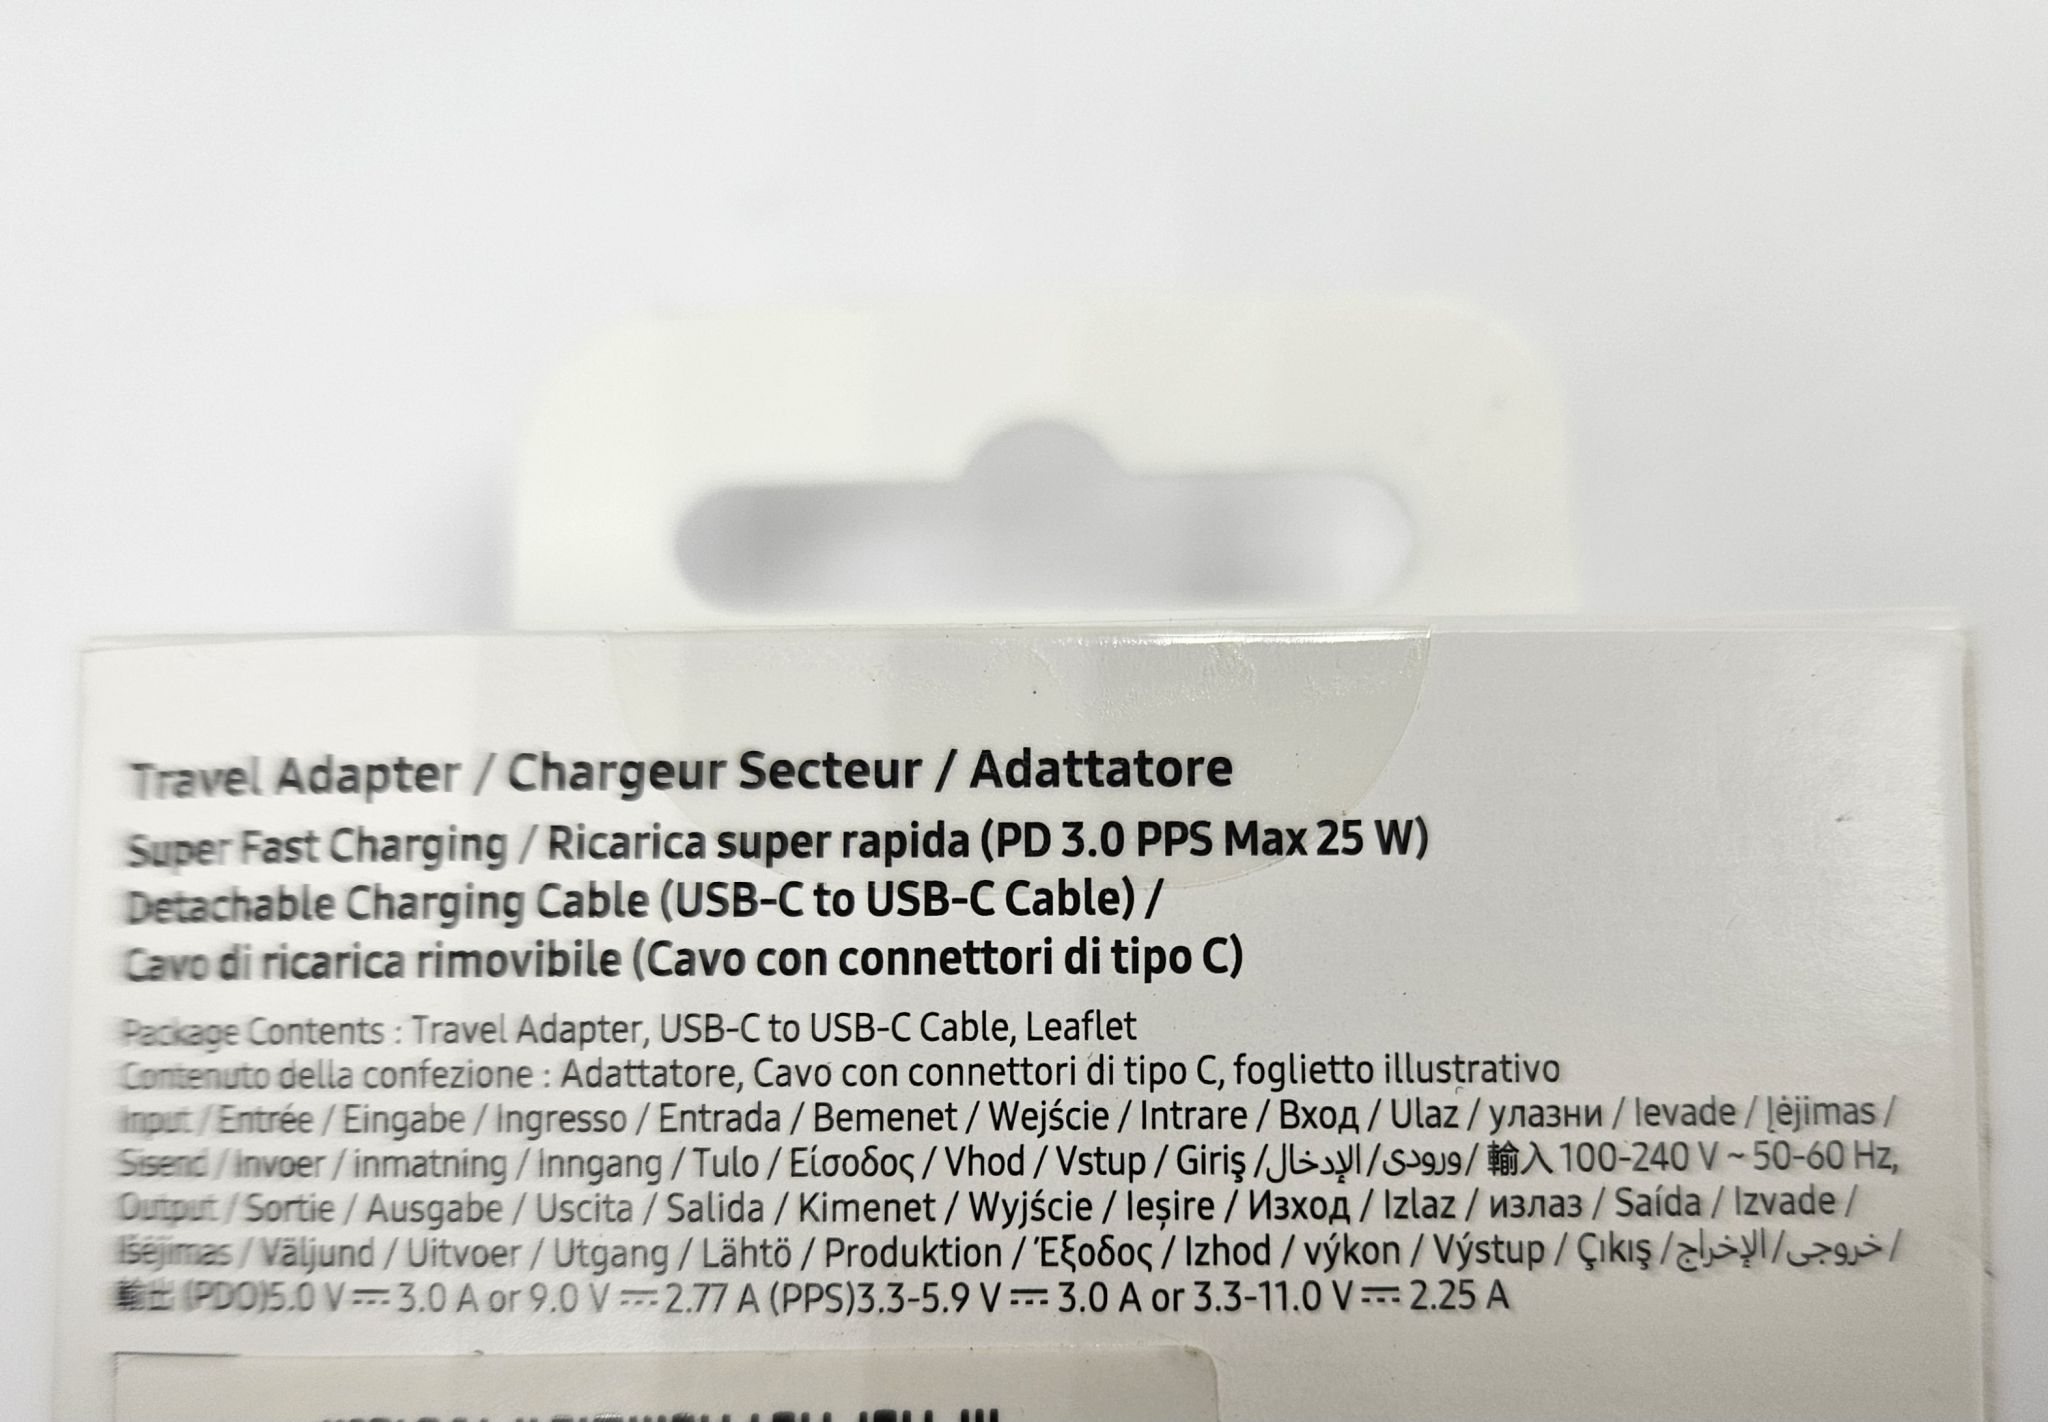 Travel Adapter / Chargeur Secteur / Adattatore
Super Fast Charging / Ricarica super rapida (PD 3.0 PPS Max 25 W)
Detachable Charging Cable (USB-C to USB-C Cable) /
Cavo di ricarica rimovibile (Cavo con connettori di tipo C)
Package Contents : Travel Adapter, USB-C to USB-C Cable, Leaflet
Contenuto della confezione : Adattatore, Cavo con connettori di tipo C, foglietto illustrativo
Input / Entrée / Eingabe / Ingresso / Entrada / Bemenet / Wejście / Intrare / Вход / Ulaz / улазни / Ievade / Įėjimas /
Sisend / Invoer / inmatning / Inngang / Tulo / Είσοδος / Vhod / Vstup / Giriş / الإدخال / ورودی / 輸入 100-240 V ~ 50-60 Hz,
Output / Sortie / Ausgabe / Uscita / Salida / Kimenet / Wyjście / Ieșire / Изход / Izlaz / излаз / Saída / Izvade /
Išėjimas / Väljund / Uitvoer / Utgang / Lähtö / Produktion / Έξοδος / Izhod / výkon / Výstup / Çıkış / الإخراج / خروجی /
輸出 (PDO)5.0 V⎓3.0 A or 9.0 V⎓2.77 A (PPS)3.3-5.9 V⎓3.0 A or 3.3-11.0 V⎓2.25 A